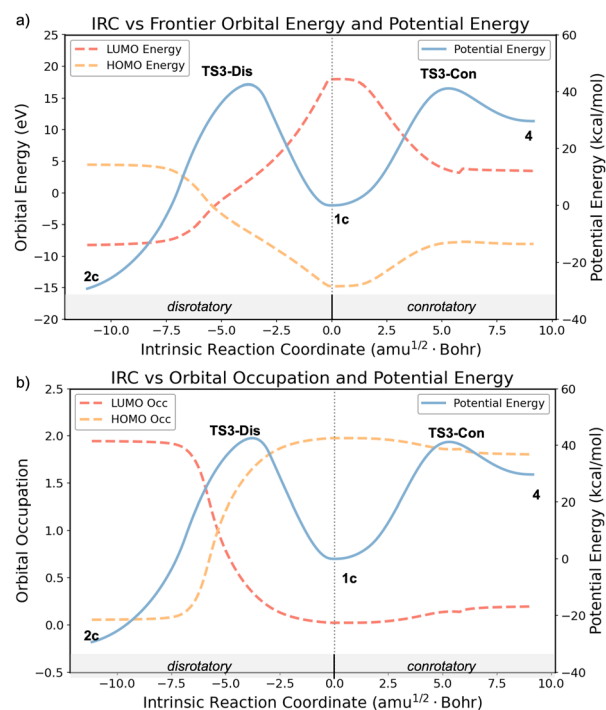 a)
IRC vs Frontier Orbital Energy and Potential Energy
LUMO Energy
HOMO Energy
Potential Energy
TS3-Dis
TS3-Con
4
1c
2c
25
20
15
10
5
0
−5
−10
−15
−20
Orbital Energy (eV)
60
40
20
0
−20
−40
Potential Energy (kcal/mol)
disrotatory
conrotatory
−10.0 −7.5 −5.0 −2.5 0.0 2.5 5.0 7.5 10.0
Intrinsic Reaction Coordinate (amu^1/2 · Bohr)
b)
IRC vs Orbital Occupation and Potential Energy
LUMO Occ
HOMO Occ
Potential Energy
TS3-Dis
TS3-Con
4
1c
2c
2.5
2.0
1.5
1.0
0.5
0.0
−0.5
Orbital Occupation
60
40
20
0
−20
−40
Potential Energy (kcal/mol)
disrotatory
conrotatory
−10.0 −7.5 −5.0 −2.5 0.0 2.5 5.0 7.5 10.0
Intrinsic Reaction Coordinate (amu^1/2 · Bohr)